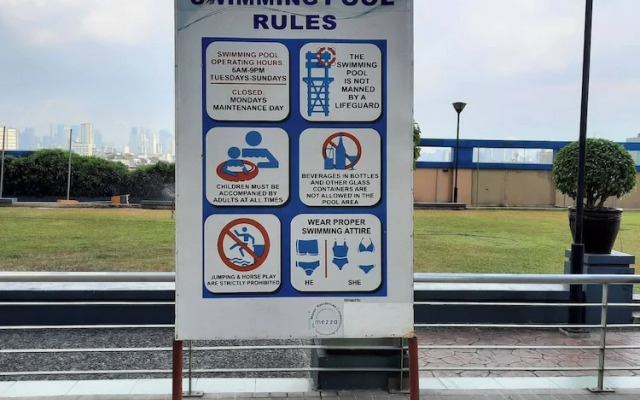 SWIMMING POOL
RULES
SWIMMING POOL
OPERATING HOURS:
6AM-9PM
TUESDAYS-SUNDAYS
CLOSED:
MONDAYS
MAINTENANCE DAY
THE
SWIMMING
POOL
IS NOT
MANNED
BY A
LIFEGUARD
CHILDREN MUST BE
ACCOMPANIED BY
ADULTS AT ALL TIMES
BEVERAGES IN BOTTLES
AND OTHER GLASS
CONTAINERS ARE
NOT ALLOWED IN THE
POOL AREA
JUMPING & HORSE PLAY
ARE STRICTLY PROHIBITED
WEAR PROPER
SWIMMING ATTIRE
HE
SHE
mezza